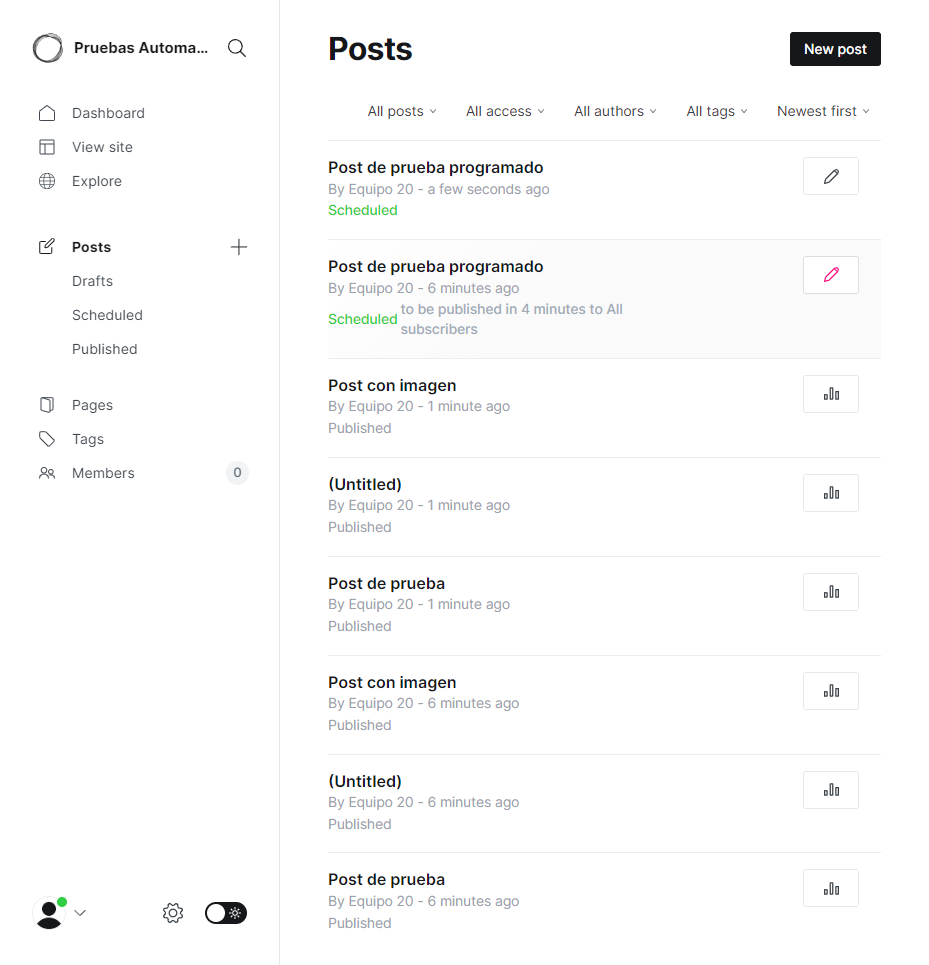 Pruebas Automa...
Dashboard
View site
Explore
Posts
Drafts
Scheduled
Published
Pages
Tags
Members
0
Posts
New post
All posts
All access
All authors
All tags
Newest first
Post de prueba programado
By Equipo 20 - a few seconds ago
Scheduled
Post de prueba programado
By Equipo 20 - 6 minutes ago
Scheduled
to be published in 4 minutes to All
subscribers
Post con imagen
By Equipo 20 - 1 minute ago
Published
(Untitled)
By Equipo 20 - 1 minute ago
Published
Post de prueba
By Equipo 20 - 1 minute ago
Published
Post con imagen
By Equipo 20 - 6 minutes ago
Published
(Untitled)
By Equipo 20 - 6 minutes ago
Published
Post de prueba
By Equipo 20 - 6 minutes ago
Published